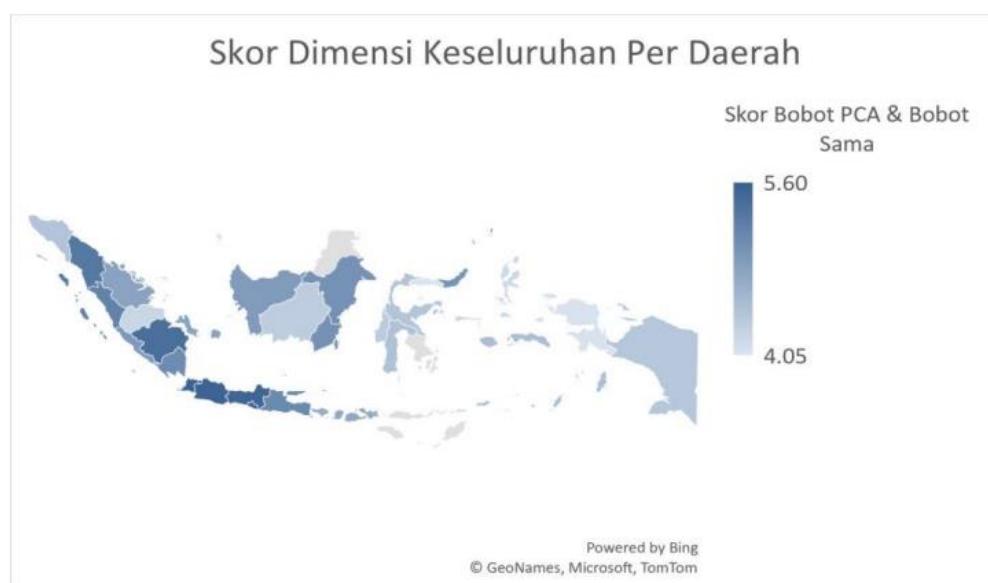 Skor Dimensi Keseluruhan Per Daerah
Skor Bobot PCA & Bobot
Sama
5.60
4.05
Powered by Bing
© GeoNames, Microsoft, TomTom